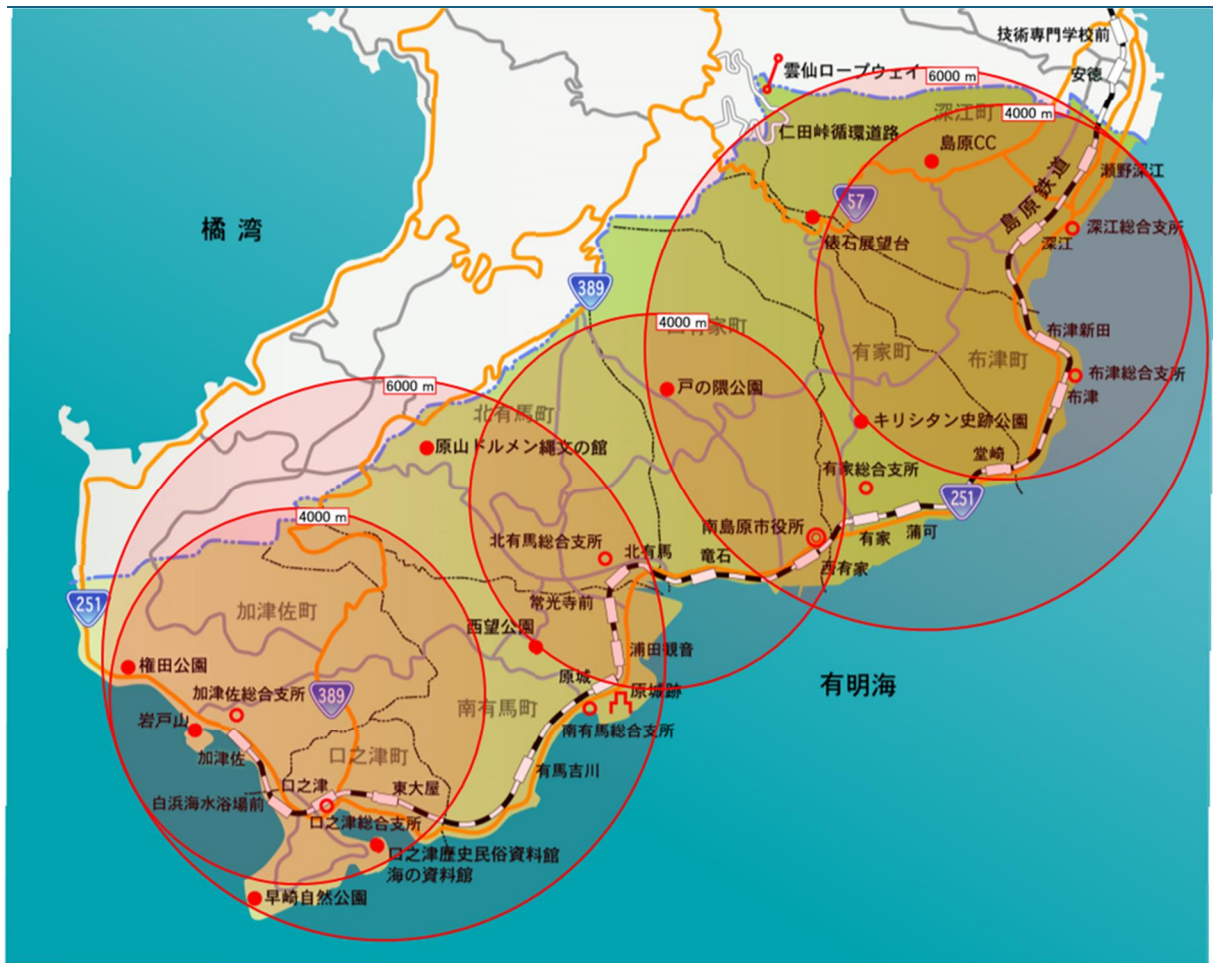 技術専門学校前
雲仙ロープウェイ
6000 m
安徳
深江町
4000 m
仁田峠循環道路
島原CC
島原鉄道
瀬野深江
57
橘湾
俵石展望台
深江
深江総合支所
389
4000 m
西有家町
布津新田
有家町
布津町
6000 m
戸の隈公園
布津総合支所
布津
北有馬町
キリシタン史跡公園
原山ドルメン縄文の館
堂崎
有家総合支所
251
4000 m
南島原市役所
有家
蒲可
北有馬総合支所
北有馬
竜石
西有家
251
加津佐町
常光寺前
西望公園
浦田観音
権田公園
原城
有明海
加津佐総合支所
389
原城跡
南有馬町
岩戸山
南有馬総合支所
加津佐
口之津町
有馬吉川
口之津
東大屋
白浜海水浴場前
口之津総合支所
口之津歴史民俗資料館
海の資料館
早崎自然公園